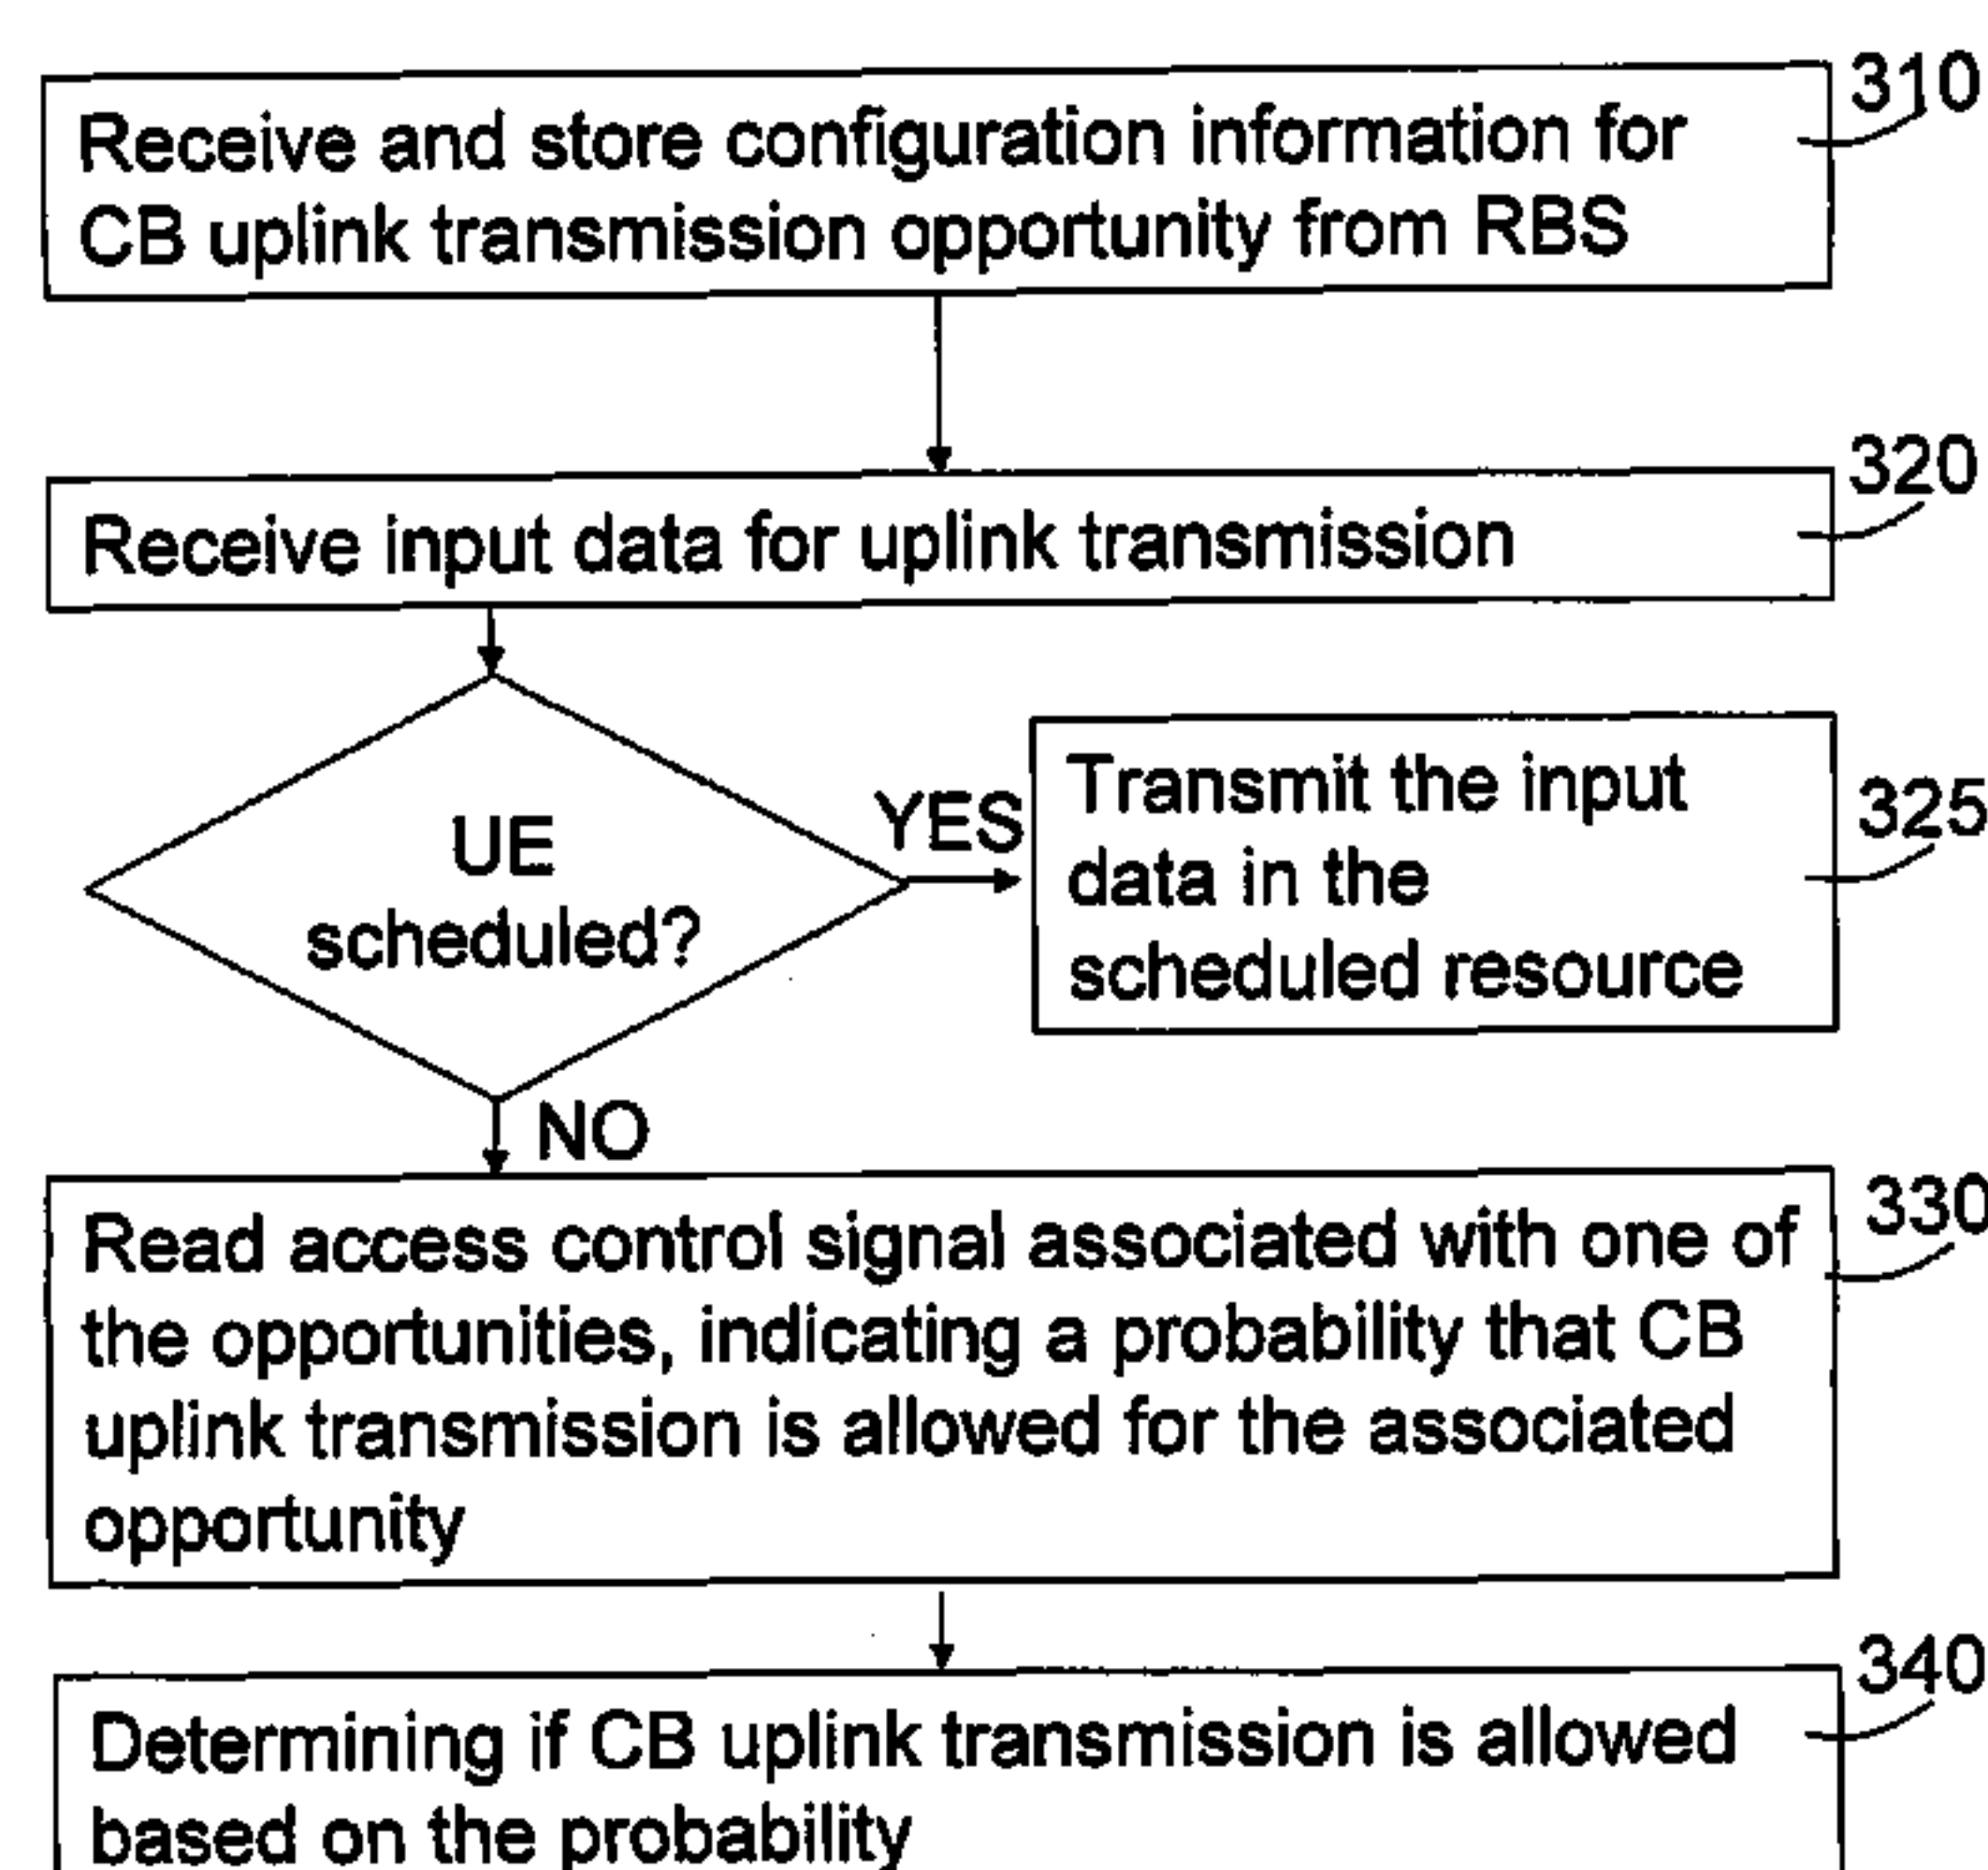 310
Receive and store configuration information for
CB uplink transmission opportunity from RBS
320
Receive input data for uplink transmission
UE
scheduled?
YES
Transmit the input
data in the
scheduled resource
325
NO
330
Read access control signal associated with one of
the opportunities, indicating a probability that CB
uplink transmission is allowed for the associated
opportunity
340
Determining if CB uplink transmission is allowed
based on the probability